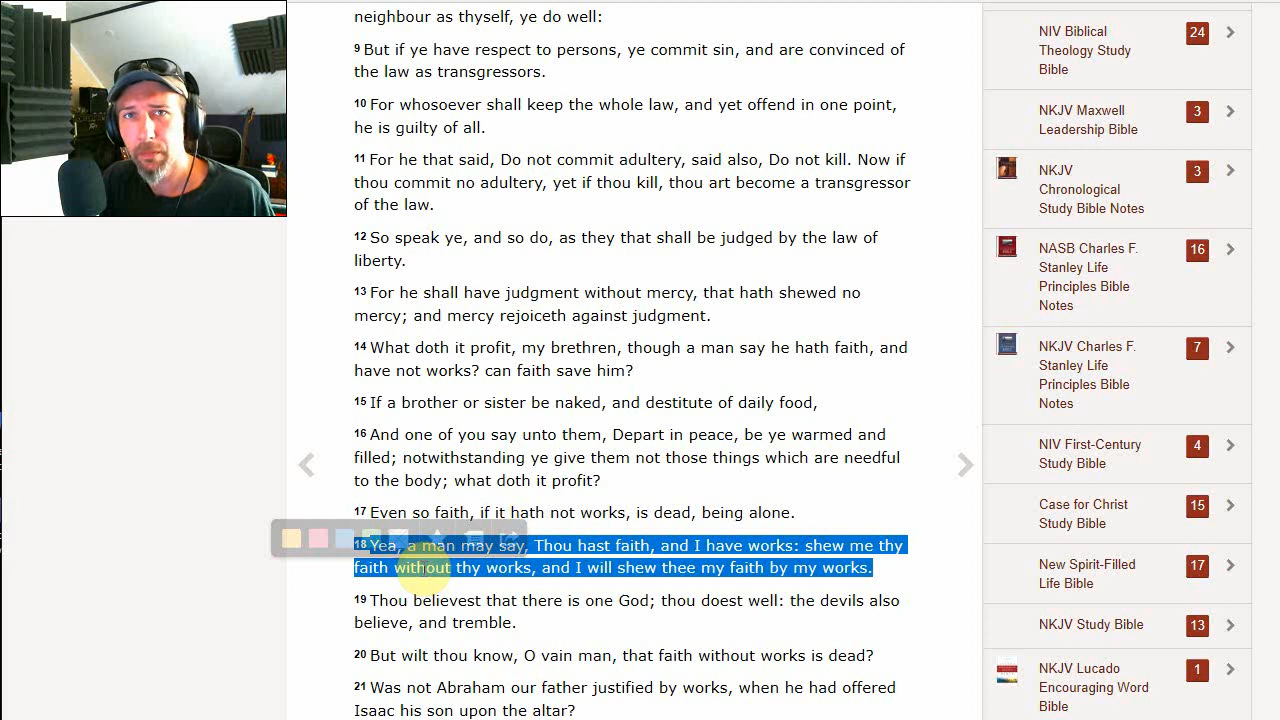 neighbour as thyself, ye do well:
9 But if ye have respect to persons, ye commit sin, and are convinced of
the law as transgressors.
10 For whosoever shall keep the whole law, and yet offend in one point,
he is guilty of all.
11 For he that said, Do not commit adultery, said also, Do not kill. Now if
thou commit no adultery, yet if thou kill, thou art become a transgressor
of the law.
12 So speak ye, and so do, as they that shall be judged by the law of
liberty.
13 For he shall have judgment without mercy, that hath shewed no
mercy; and mercy rejoiceth against judgment.
14 What doth it profit, my brethren, though a man say he hath faith, and
have not works? can faith save him?
15 If a brother or sister be naked, and destitute of daily food,
16 And one of you say unto them, Depart in peace, be ye warmed and
filled; notwithstanding ye give them not those things which are needful
to the body; what doth it profit?
17 Even so faith, if it hath not works, is dead, being alone.
18 Yea, a man may say, Thou hast faith, and I have works: shew me thy
faith without thy works, and I will shew thee my faith by my works.
19 Thou believest that there is one God; thou doest well: the devils also
believe, and tremble.
20 But wilt thou know, O vain man, that faith without works is dead?
21 Was not Abraham our father justified by works, when he had offered
Isaac his son upon the altar?
NIV Biblical 24
Theology Study
Bible
NKJV Maxwell 3
Leadership Bible
NKJV 3
Chronological
Study Bible Notes
NASB Charles F. 16
Stanley Life
Principles Bible
Notes
NKJV Charles F. 7
Stanley Life
Principles Bible
Notes
NIV First-Century 4
Study Bible
Case for Christ 15
Study Bible
New Spirit-Filled 17
Life Bible
NKJV Study Bible 13
NKJV Lucado 1
Encouraging Word
Bible